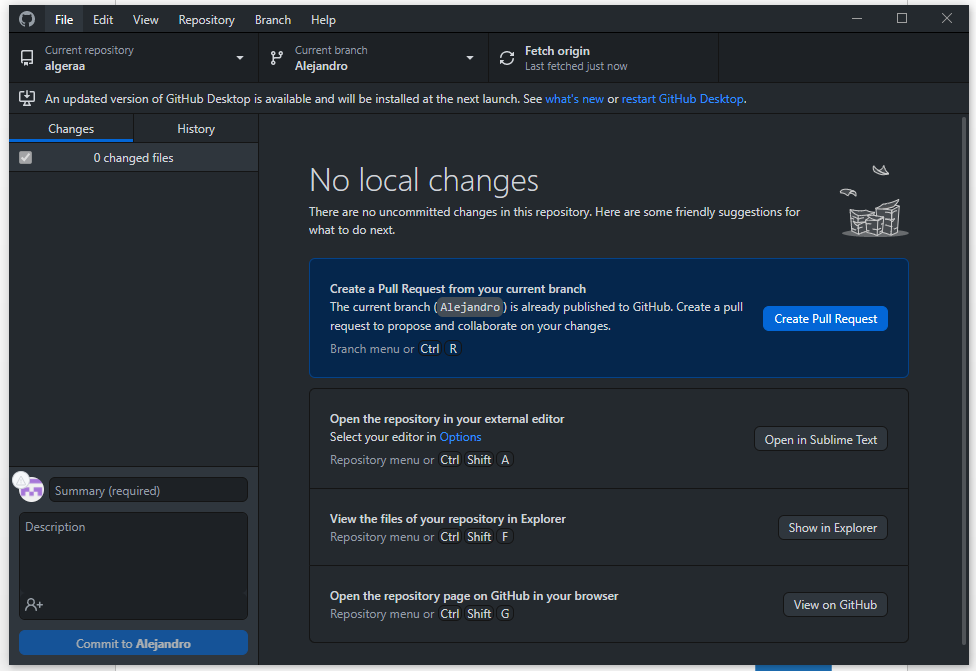 File Edit View Repository Branch Help
Current repository
algeraa
Current branch
Alejandro
Fetch origin
Last fetched just now
An updated version of GitHub Desktop is available and will be installed at the next launch. See what's new or restart GitHub Desktop.
Changes
History
0 changed files
No local changes
There are no uncommitted changes in this repository. Here are some friendly suggestions for
what to do next.
Create a Pull Request from your current branch
The current branch (Alejandro) is already published to GitHub. Create a pull
request to propose and collaborate on your changes.
Branch menu or Ctrl R
Create Pull Request
Open the repository in your external editor
Select your editor in Options
Repository menu or Ctrl Shift A
Open in Sublime Text
View the files of your repository in Explorer
Repository menu or Ctrl Shift F
Show in Explorer
Open the repository page on GitHub in your browser
Repository menu or Ctrl Shift G
View on GitHub
Summary (required)
Description
Commit to Alejandro